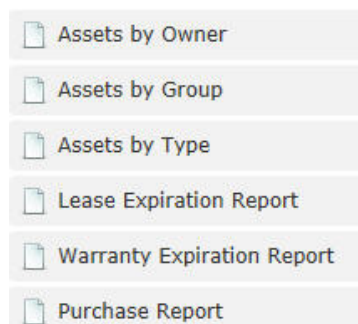 Assets by Owner
Assets by Group
Assets by Type
Lease Expiration Report
Warranty Expiration Report
Purchase Report